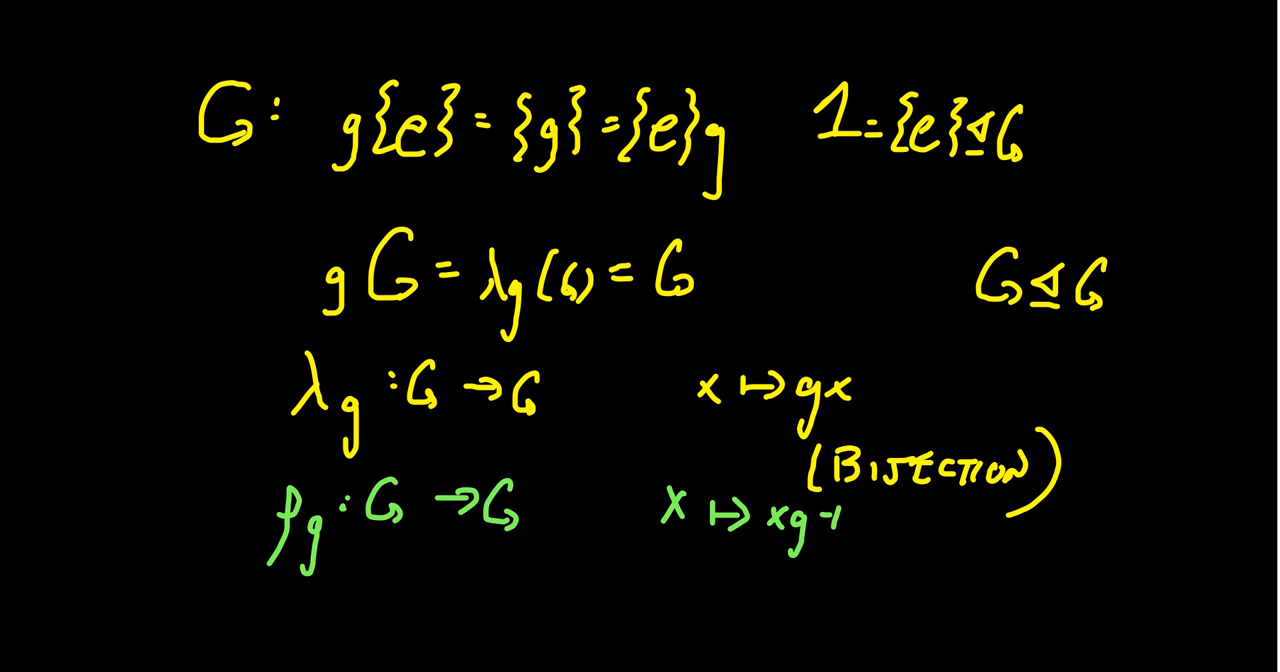 G: g{e} = {g} = {e}g 1 = {e} ⊴ G
gG = λg(G) = G G ⊴ G
λg : G → G x ↦ gx
(BIJECTION)
ρg : G → G x ↦ xg-1